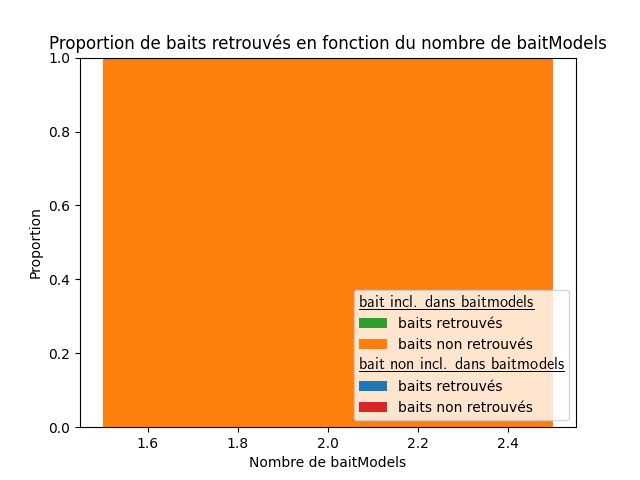 Proportion de baits retrouvés en fonction du nombre de baitModels
1.0
0.8
0.6
0.4
0.2
0.0
Proportion
bait incl. dans baitmodels
baits retrouvés
baits non retrouvés
bait non incl. dans baitmodels
baits retrouvés
baits non retrouvés
1.6 1.8 2.0 2.2 2.4
Nombre de baitModels